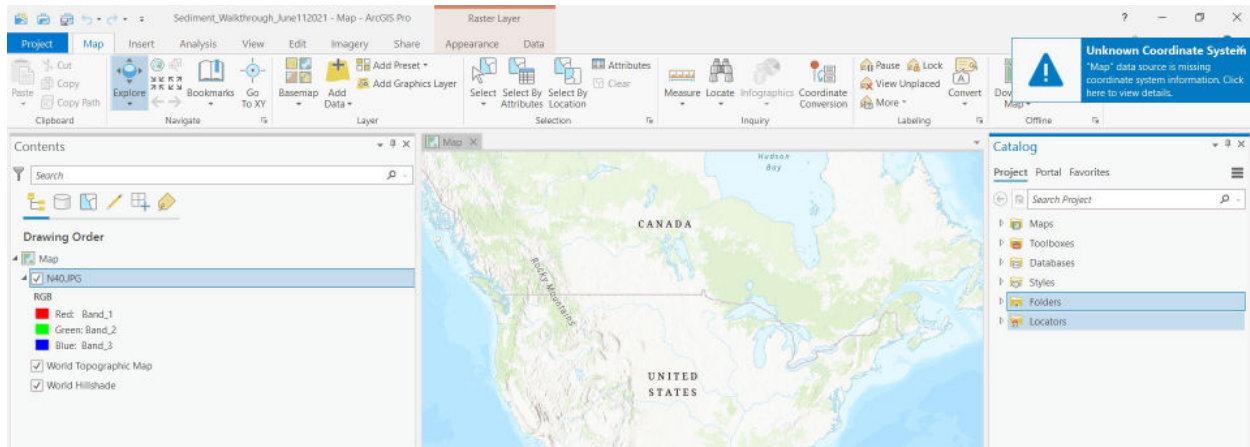 Sediment_Walkthrough_June112021 - Map - ArcGIS Pro
Raster Layer
?
Project Map Insert Analysis View Edit Imagery Share Appearance Data
Cut
Copy
Copy Path
Paste
Clipboard
Explore
Bookmarks
Go
To XY
Navigate
Basemap
Add
Data
Add Preset
Add Graphics Layer
Layer
Select
Select By
Attributes
Select By
Location
Attributes
Clear
Selection
Measure
Locate
Infographics
Coordinate
Conversion
Inquiry
Pause
Lock
View Unplaced
More
Convert
Labeling
Map
Offline
Unknown Coordinate System
"Map" data source is missing
coordinate system information. Click
here to view details.
Contents
Search
Drawing Order
Map
N40.JPG
RGB
Red: Band_1
Green: Band_2
Blue: Band_3
World Topographic Map
World Hillshade
Map
Hudson
Bay
CANADA
Rocky Mountains
UNITED
STATES
Catalog
Project Portal Favorites
Search Project
Maps
Toolboxes
Databases
Styles
Folders
Locators